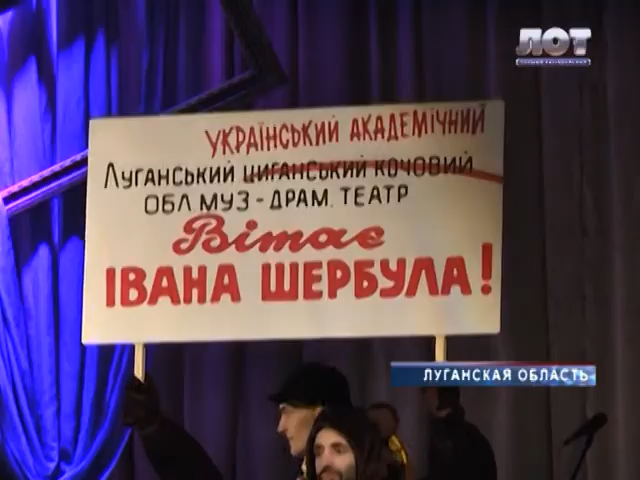 ЛОТ
УКРАЇНСЬКИЙ АКАДЕМІЧНИЙ
ЛУГАНСЬКИЙ ЦИГАНСЬКИЙ КОЧОВИЙ
ОБЛ МУЗ-ДРАМ. ТЕАТР
Вітає
ІВАНА ШЕРБУЛА!
ЛУГАНСКАЯ ОБЛАСТЬ